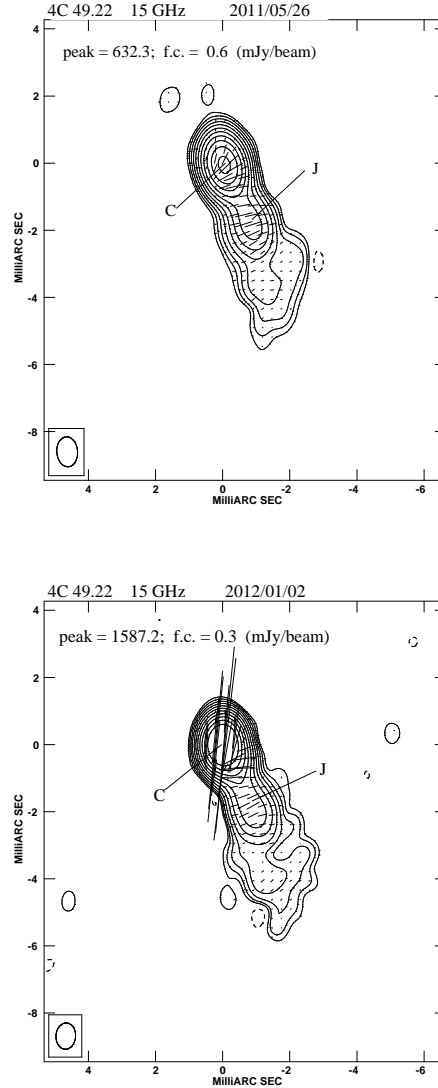 4C 49.22 15 GHz 2011/05/26
peak = 632.3; f.c. = 0.6 (mJy/beam)
4
2
0
-2
-4
-6
-8
MilliARC SEC
C
J
4 2 0 -2 -4 -6
MilliARC SEC
4C 49.22 15 GHz 2012/01/02
peak = 1587.2; f.c. = 0.3 (mJy/beam)
4
2
0
-2
-4
-6
-8
MilliARC SEC
C
J
4 2 0 -2 -4 -6
MilliARC SEC